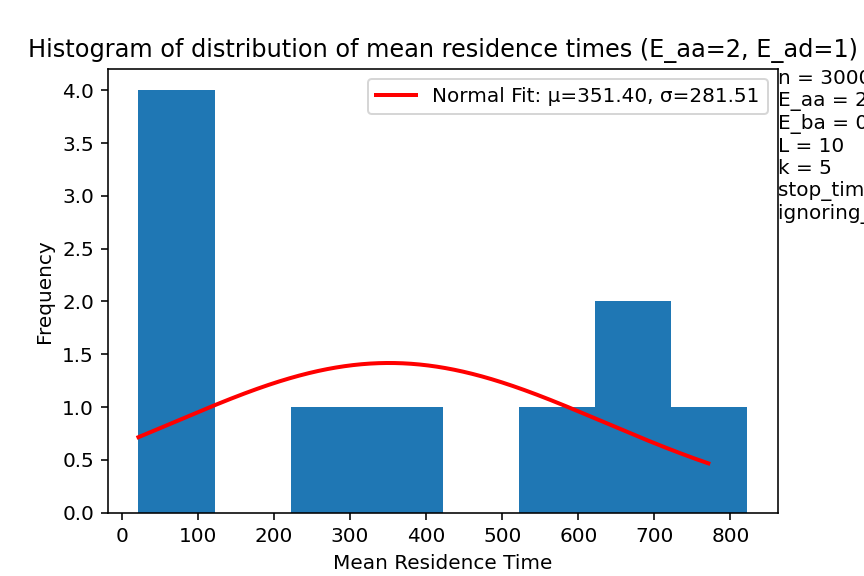 Histogram of distribution of mean residence times (E_aa=2, E_ad=1)
Normal Fit: μ=351.40, σ=281.51
n = 3000
E_aa = 2
E_ba = 0
L = 10
k = 5
stop_tim
ignoring_
Frequency
4.0
3.5
3.0
2.5
2.0
1.5
1.0
0.5
0.0
0 100 200 300 400 500 600 700 800
Mean Residence Time